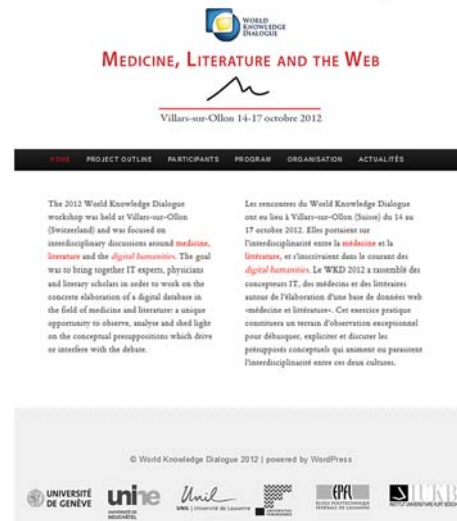 WORLD
KNOWLEDGE
DIALOGUE
MEDICINE, LITERATURE AND THE WEB
Villars-sur-Ollon 14-17 octobre 2012
HOME PROJECT OUTLINE PARTICIPANTS PROGRAM ORGANISATION ACTUALITÉS
The 2012 World Knowledge Dialogue
workshop was held at Villars-sur-Ollon
(Switzerland) and was focused on
interdisciplinary discussions around medicine,
literature and the digital humanities. The goal
was to bring together IT experts, physicians
and literary scholars in order to work on the
concrete elaboration of a digital database in
the field of medicine and literature: a unique
opportunity to observe, analyse and shed light
on the conceptual presuppositions which drive
or interfere with the debate.
Les rencontres du World Knowledge Dialogue
ont eu lieu à Villars-sur-Ollon (Suisse) du 14 au
17 octobre 2012. Elles portaient sur
l'interdisciplinarité entre la médecine et la
littérature, et s'inscrivaient dans le courant des
digital humanities. Le WKD 2012 a rassemblé des
concepteurs IT, des médecins et des littéraires
autour de l'élaboration d'une base de données web
«médecine et littérature». Cet exercice pratique
constituera un terrain d'observation exceptionnel
pour débusquer, expliciter et discuter les
présupposés conceptuels qui animent ou parasitent
l'interdisciplinarité entre ces deux cultures.
© World Knowledge Dialogue 2012 | powered by WordPress
UNIVERSITÉ
DE GENÈVE
unine
UNIVERSITÉ DE
NEUCHÂTEL
Unil
UNIL | Université de Lausanne
EPFL
ÉCOLE POLYTECHNIQUE
FÉDÉRALE DE LAUSANNE
IUKB